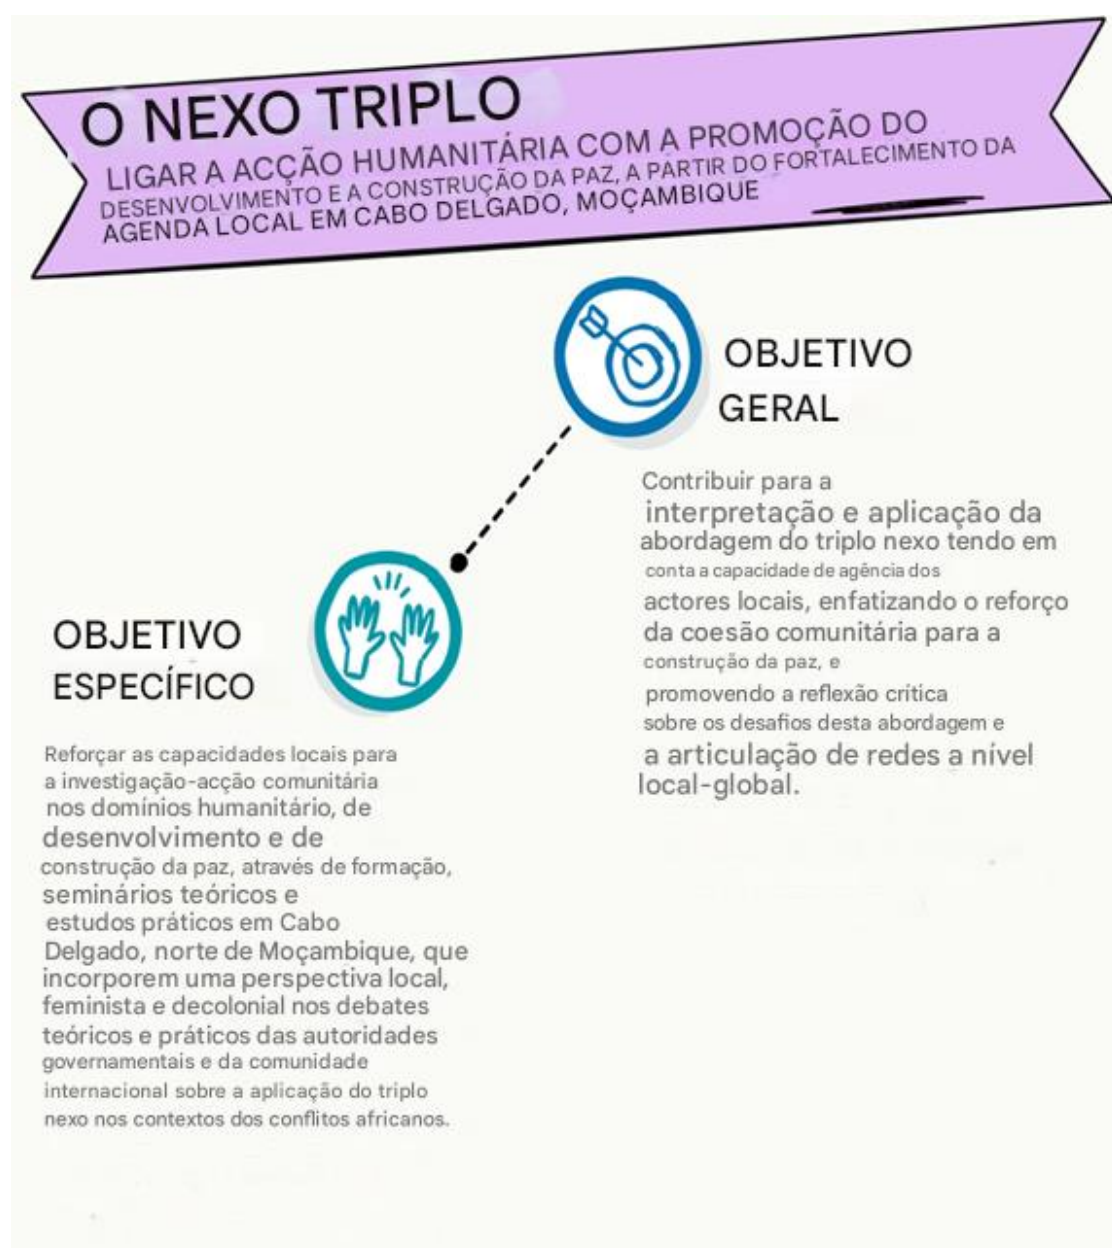 O NEXO TRIPLO
LIGAR A ACÇÃO HUMANITÁRIA COM A PROMOÇÃO DO
DESENVOLVIMENTO E A CONSTRUÇÃO DA PAZ, A PARTIR DO FORTALECIMENTO DA
AGENDA LOCAL EM CABO DELGADO, MOÇAMBIQUE
OBJETIVO
GERAL
Contribuir para a
interpretação e aplicação da
abordagem do triplo nexo tendo em
conta a capacidade de agência dos
actores locais, enfatizando o reforço
da coesão comunitária para a
construção da paz, e
promovendo a reflexão crítica
sobre os desafios desta abordagem e
a articulação de redes a nível
local-global.
OBJETIVO
ESPECÍFICO
Reforçar as capacidades locais para
a investigação-acção comunitária
nos domínios humanitário, de
desenvolvimento e de
construção da paz, através de formação,
seminários teóricos e
estudos práticos em Cabo
Delgado, norte de Moçambique, que
incorporem uma perspectiva local,
feminista e decolonial nos debates
teóricos e práticos das autoridades
governamentais e da comunidade
internacional sobre a aplicação do triplo
nexo nos contextos dos conflitos africanos.